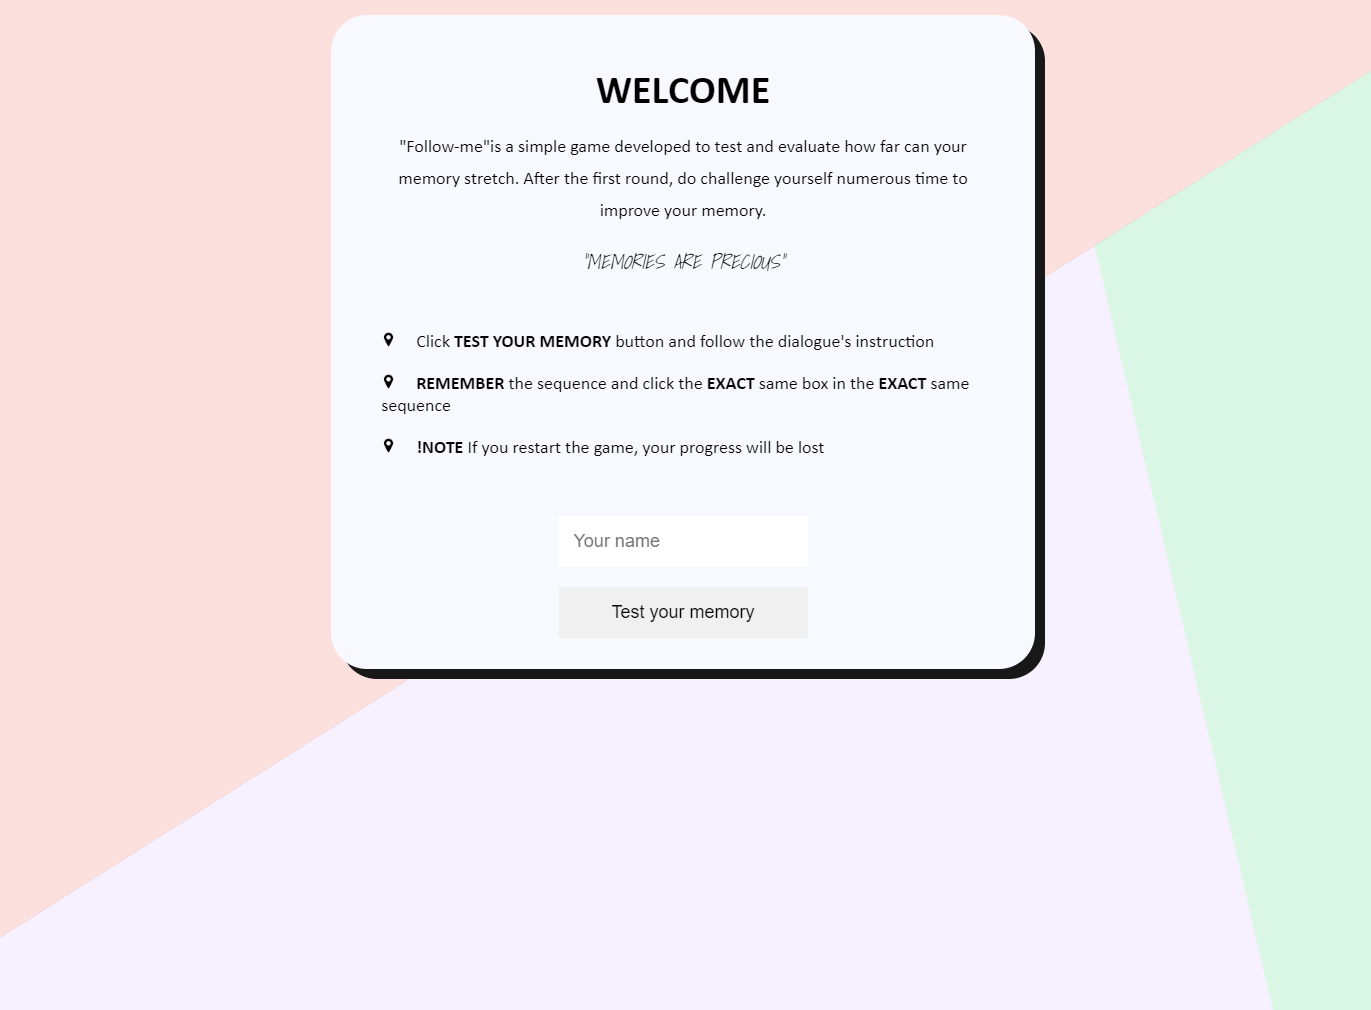 WELCOME
"Follow-me"is a simple game developed to test and evaluate how far can your
memory stretch. After the first round, do challenge yourself numerous time to
improve your memory.
"MEMORIES ARE PRECIOUS"
Click TEST YOUR MEMORY button and follow the dialogue's instruction
REMEMBER the sequence and click the EXACT same box in the EXACT same
sequence
!NOTE If you restart the game, your progress will be lost
Your name
Test your memory